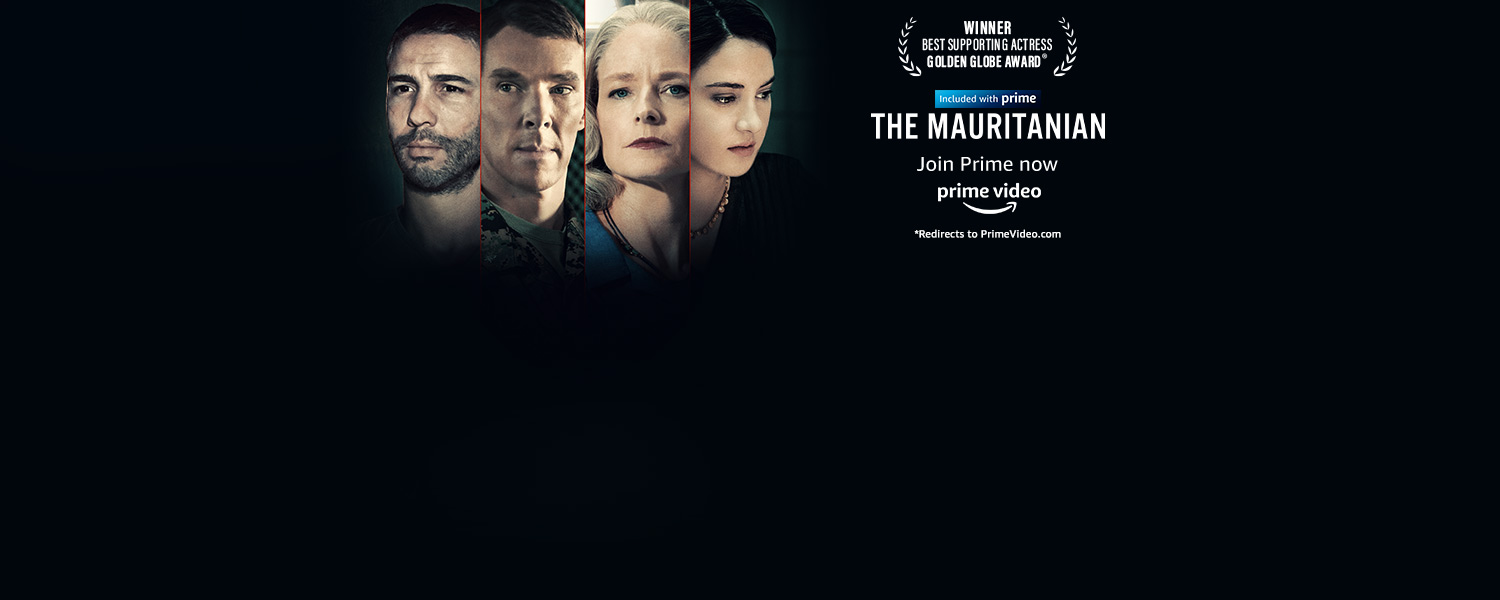 WINNER
BEST SUPPORTING ACTRESS
GOLDEN GLOBE AWARD®
Included with prime
THE MAURITANIAN
Join Prime now
prime video
*Redirects to PrimeVideo.com